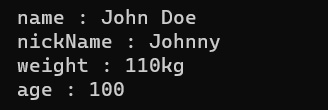 name : John Doe
nickName : Johnny
weight : 110kg
age : 100